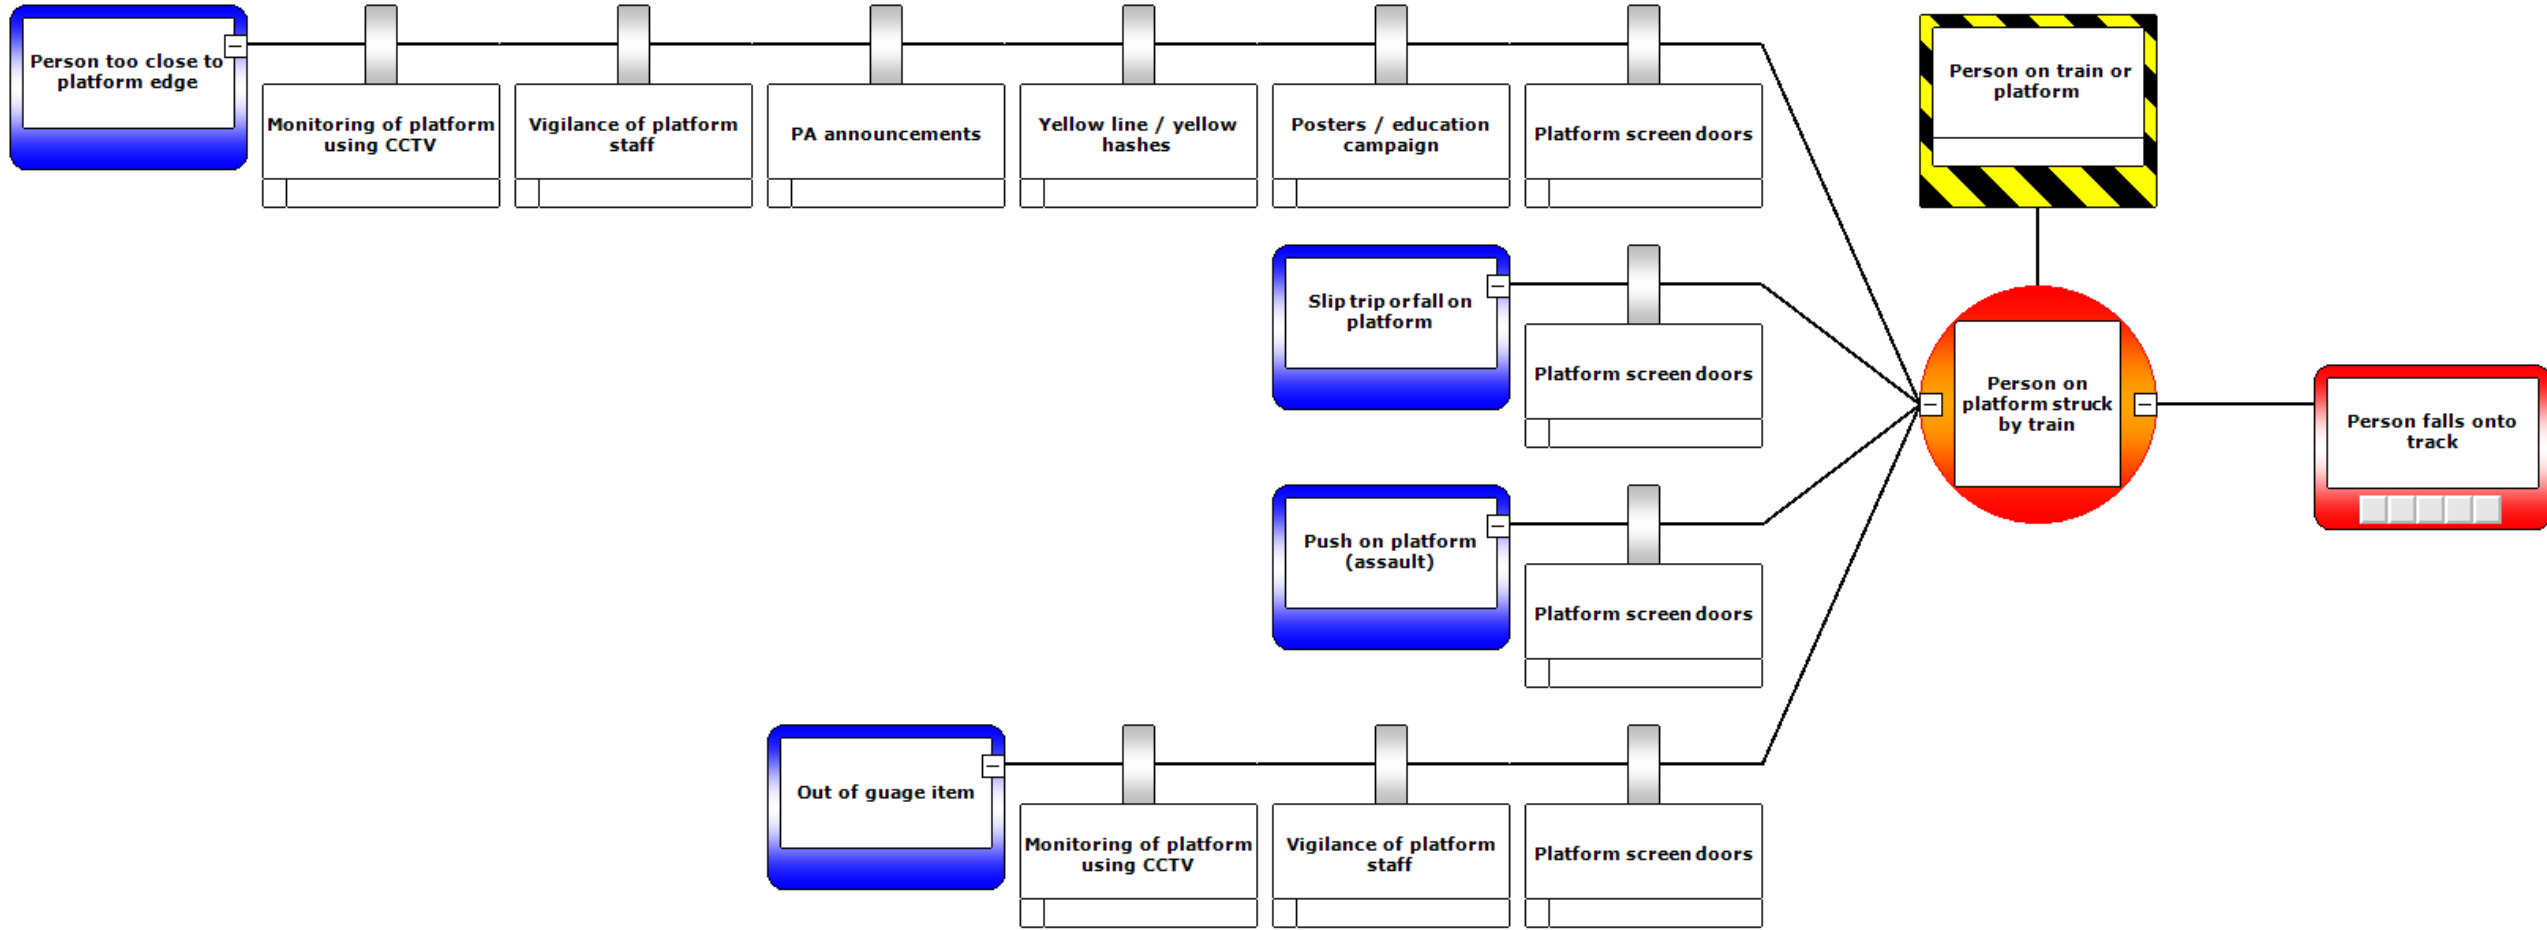 Person too close to
platform edge
Monitoring of platform
using CCTV
Vigilance of platform
staff
PA announcements
Yellow line / yellow
hashes
Posters / education
campaign
Platform screen doors
Person on train or
platform
Slip trip or fall on
platform
Platform screen doors
Person on
platform struck
by train
Person falls onto
track
Push on platform
(assault)
Platform screen doors
Out of guage item
Monitoring of platform
using CCTV
Vigilance of platform
staff
Platform screen doors